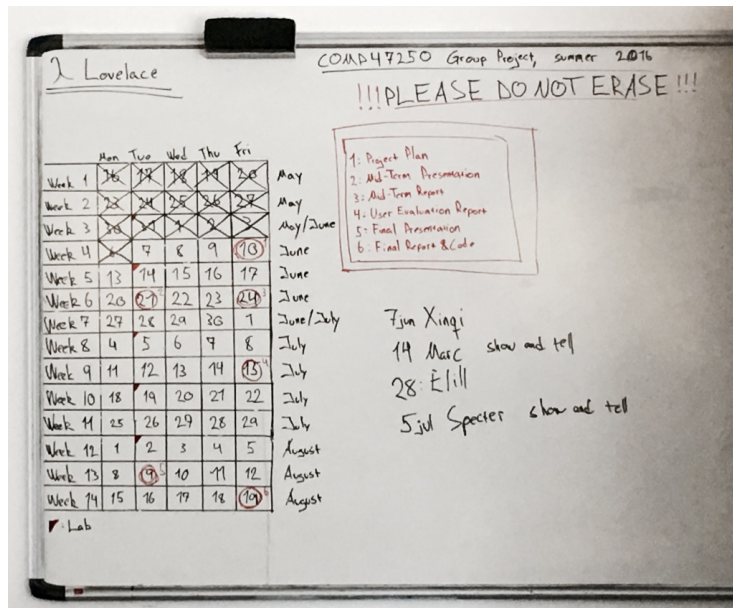 λ Lovelace
COMP47250 Group Project, summer 2016
!!!PLEASE DO NOT ERASE!!!
Mon Tue Wed Thu Fri
Week 1 16 17 18 19 20 May
Week 2 23 24 25 26 27 May
Week 3 30 31 1 2 3 May/June
Week 4 6 7 8 9 10 June
Week 5 13 14 15 16 17 June
Week 6 20 21 22 23 24 June
Week 7 27 28 29 30 1 June/July
Week 8 4 5 6 7 8 July
Week 9 11 12 13 14 15 4 July
Week 10 18 19 20 21 22 July
Week 11 25 26 27 28 29 July
Week 12 1 2 3 4 5 August
Week 13 8 9 5 10 11 12 August
Week 14 15 16 17 18 19 6 August
: Lab
1: Project Plan
2: Mid-Term Presentation
3: Mid-Term Report
4: User Evaluation Report
5: Final Presentation
6: Final Report & Code
7jun Xinqi
14 Marc show and tell
28: Elill
5jul Specter show and tell